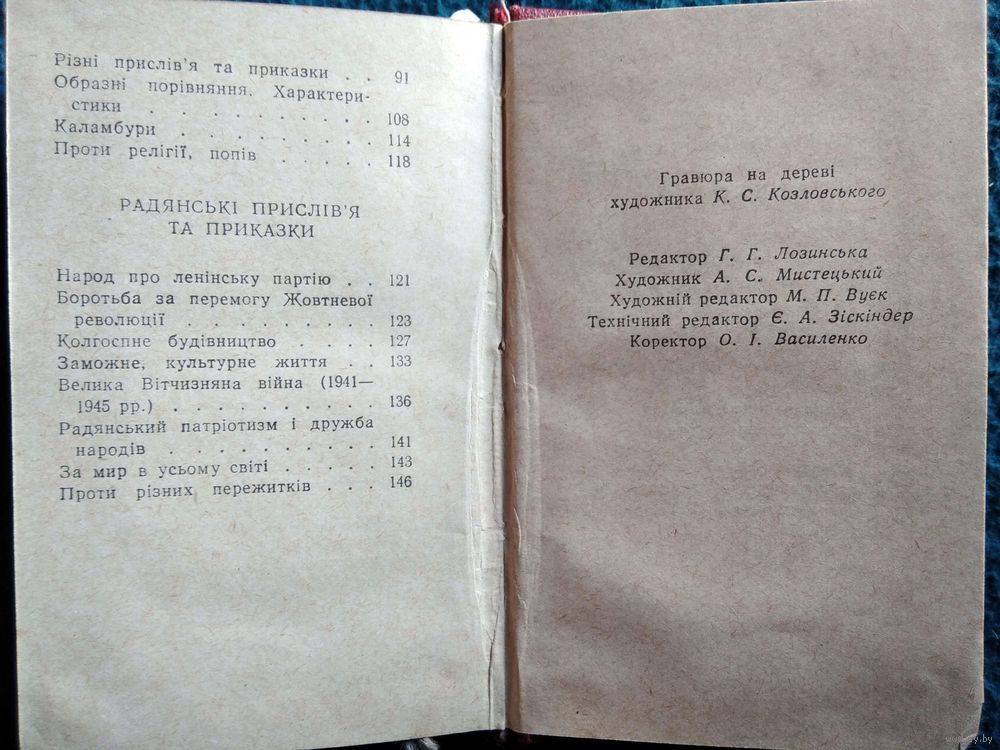 Різні прислів'я та приказки . . 91
Образні порівняння. Характери-
стики . . . . . . . . . 108
Каламбури . . . . . . . . 114
Проти релігії, попів . . . . . 118
РАДЯНСЬКІ ПРИСЛІВ'Я
ТА ПРИКАЗКИ
Народ про ленінську партію . . 121
Боротьба за перемогу Жовтневої
революції . . . . . . . . . 123
Колгоспне будівництво . . . . 127
Заможне, культурне життя . . . 133
Велика Вітчизняна війна (1941—
1945 рр.) . . . . . . . . . 136
Радянський патріотизм і дружба
народів . . . . . . . . . . 141
За мир в усьому світі . . . . . 143
Проти різних пережитків . . . 146
Гравюра на дереві
художника К. С. Козловського
Редактор Г. Г. Лозинська
Художник А. С. Мистецький
Художній редактор М. П. Вуєк
Технічний редактор Є. А. Зіскіндер
Коректор О. І. Василенко